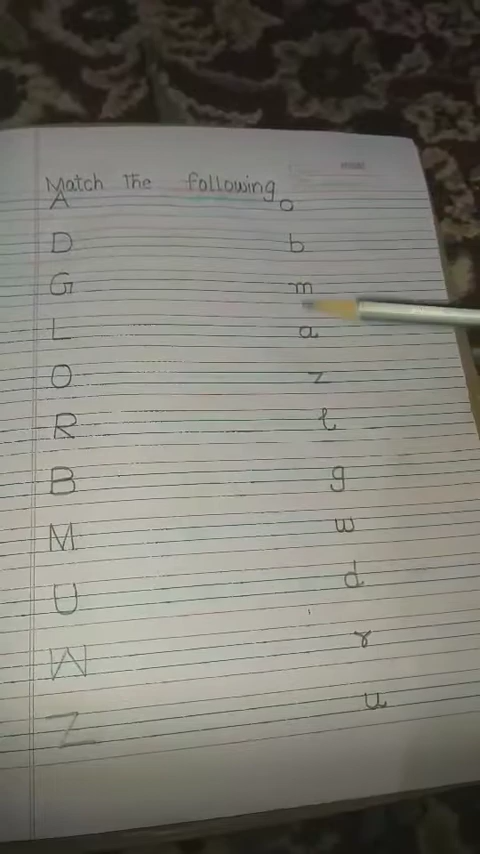 Match The following
A o
D b
G m
L a
O z
R l
B g
M w
U d
W r
Z u